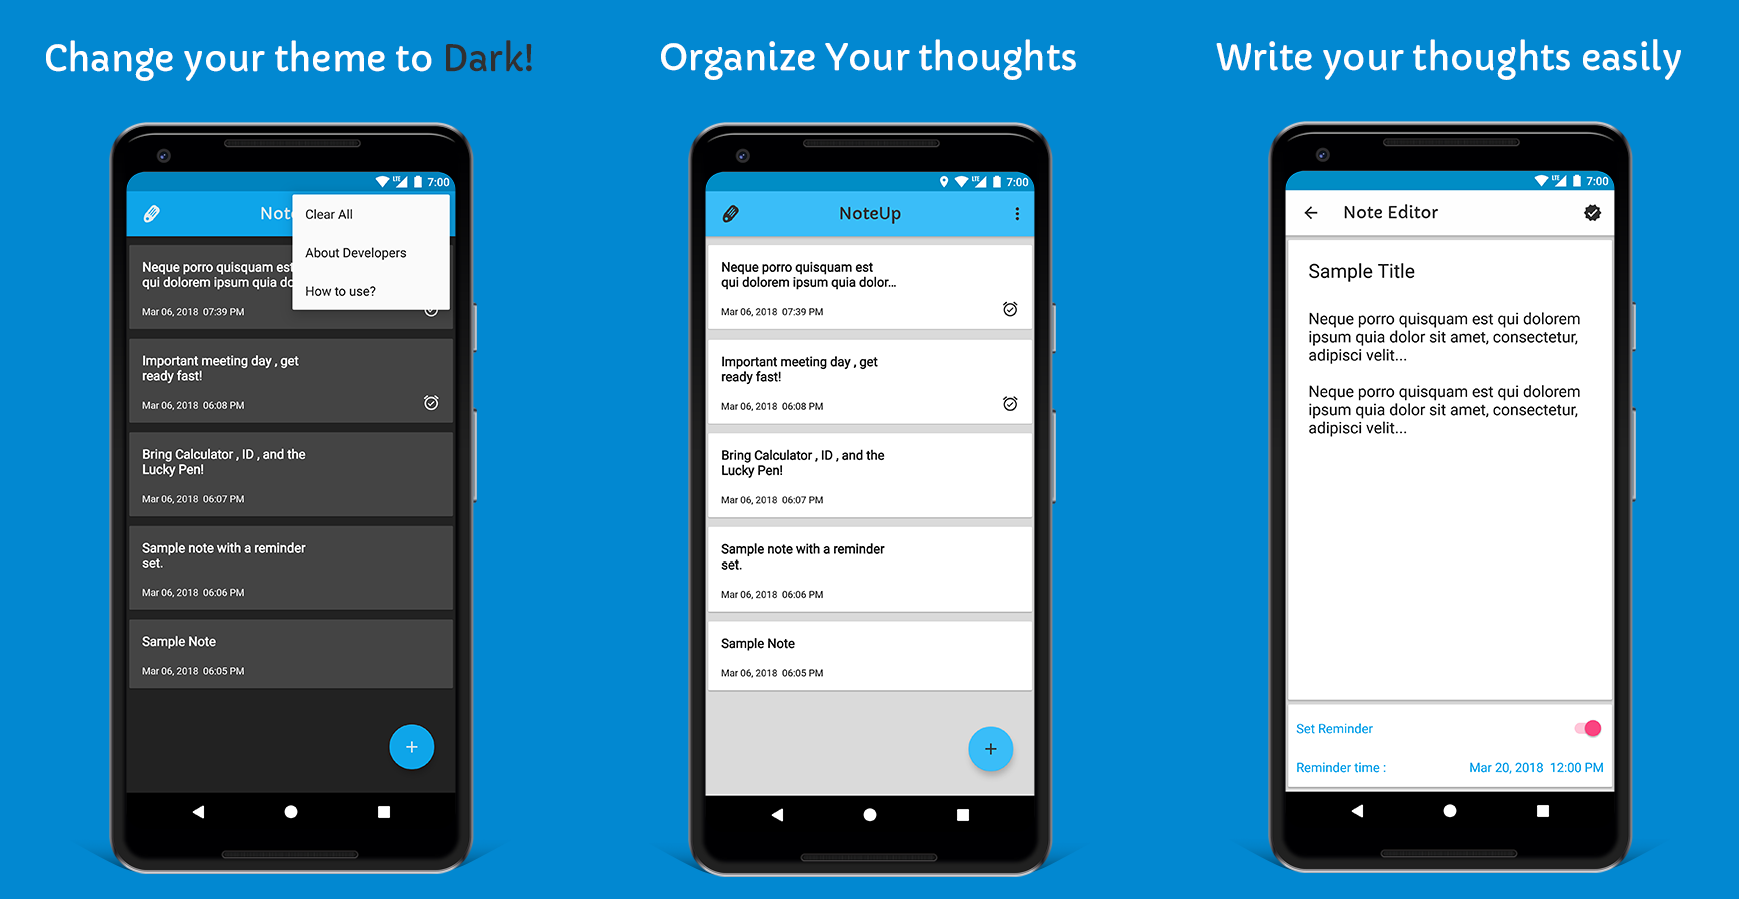 Change your theme to Dark!
LTE 7:00
Note
Clear All
About Developers
How to use?
Neque porro quisquam est
qui dolorem ipsum quia do
Mar 06, 2018 07:39 PM
Important meeting day , get
ready fast!
Mar 06, 2018 06:08 PM
Bring Calculator , ID , and the
Lucky Pen!
Mar 06, 2018 06:07 PM
Sample note with a reminder
set.
Mar 06, 2018 06:06 PM
Sample Note
Mar 06, 2018 06:05 PM
+
Organize Your thoughts
LTE 7:00
NoteUp
Neque porro quisquam est
qui dolorem ipsum quia dolor...
Mar 06, 2018 07:39 PM
Important meeting day , get
ready fast!
Mar 06, 2018 06:08 PM
Bring Calculator , ID , and the
Lucky Pen!
Mar 06, 2018 06:07 PM
Sample note with a reminder
set.
Mar 06, 2018 06:06 PM
Sample Note
Mar 06, 2018 06:05 PM
+
Write your thoughts easily
LTE 7:00
Note Editor
Sample Title
Neque porro quisquam est qui dolorem
ipsum quia dolor sit amet, consectetur,
adipisci velit...
Neque porro quisquam est qui dolorem
ipsum quia dolor sit amet, consectetur,
adipisci velit...
Set Reminder
Reminder time : Mar 20, 2018 12:00 PM